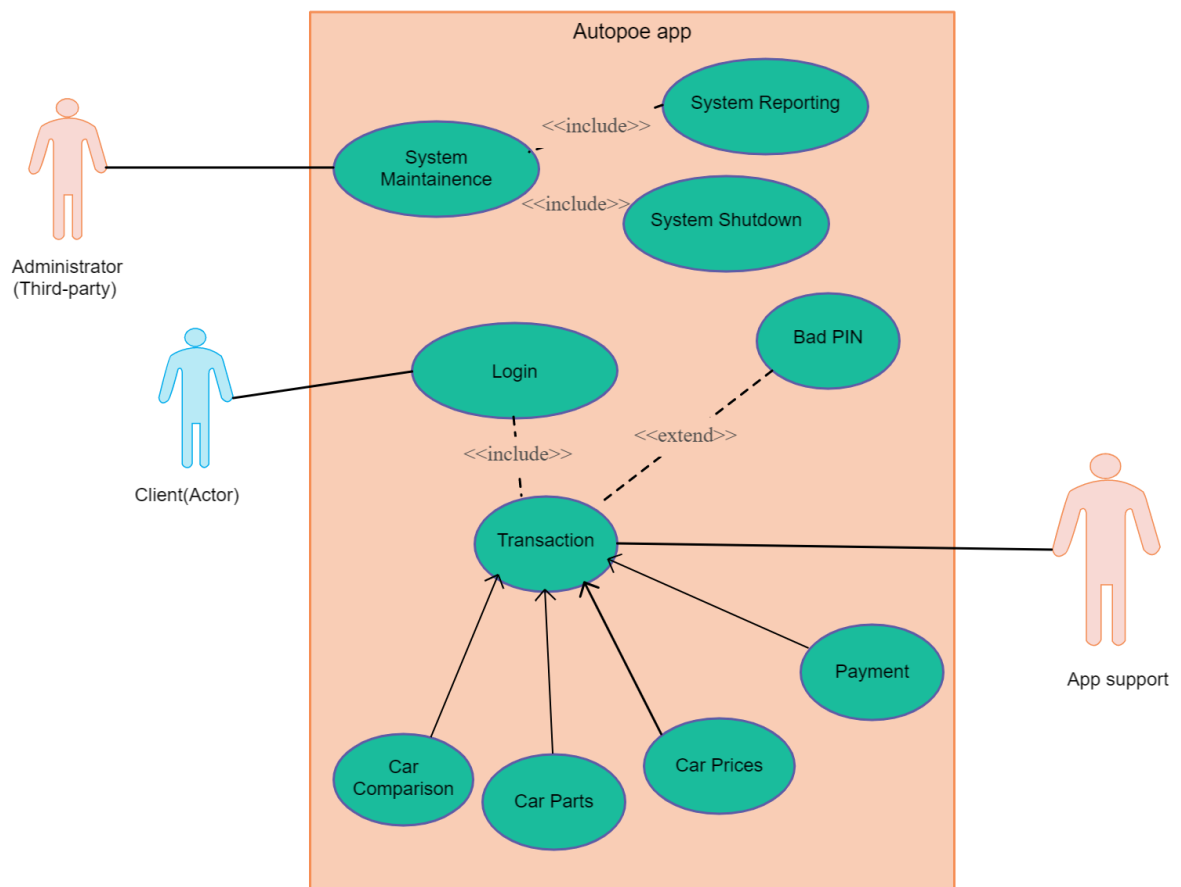 Autopoe app
System Reporting
<<include>>
System
Maintainence
<<include>>
System Shutdown
Administrator
(Third-party)
Bad PIN
Login
<<extend>>
<<include>>
Client(Actor)
Transaction
Payment
App support
Car
Comparison
Car Prices
Car Parts